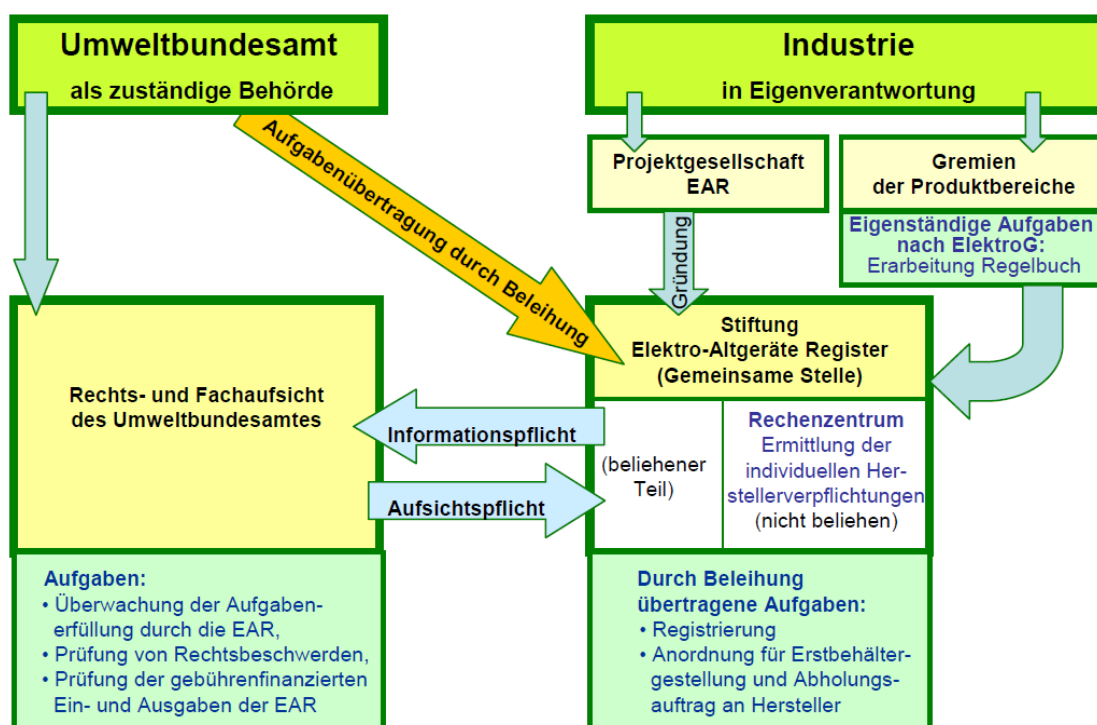 Umweltbundesamt
als zuständige Behörde
Industrie
in Eigenverantwortung
Aufgabenübertragung durch Beleihung
Projektgesellschaft
EAR
Gremien
der Produktbereiche
Eigenständige Aufgaben
nach ElektroG:
Erarbeitung Regelbuch
Gründung
Rechts- und Fachaufsicht
des Umweltbundesamtes
Stiftung
Elektro-Altgeräte Register
(Gemeinsame Stelle)
Informationspflicht
Aufsichtspflicht
(beliehener
Teil)
Rechenzentrum
Ermittlung der
individuellen Her-
stellerverpflichtungen
(nicht beliehen)
Aufgaben:
• Überwachung der Aufgaben-
erfüllung durch die EAR,
• Prüfung von Rechtsbeschwerden,
• Prüfung der gebührenfinanzierten
Ein- und Ausgaben der EAR
Durch Beleihung
übertragene Aufgaben:
• Registrierung
• Anordnung für Erstbehälter-
gestellung und Abholungs-
auftrag an Hersteller